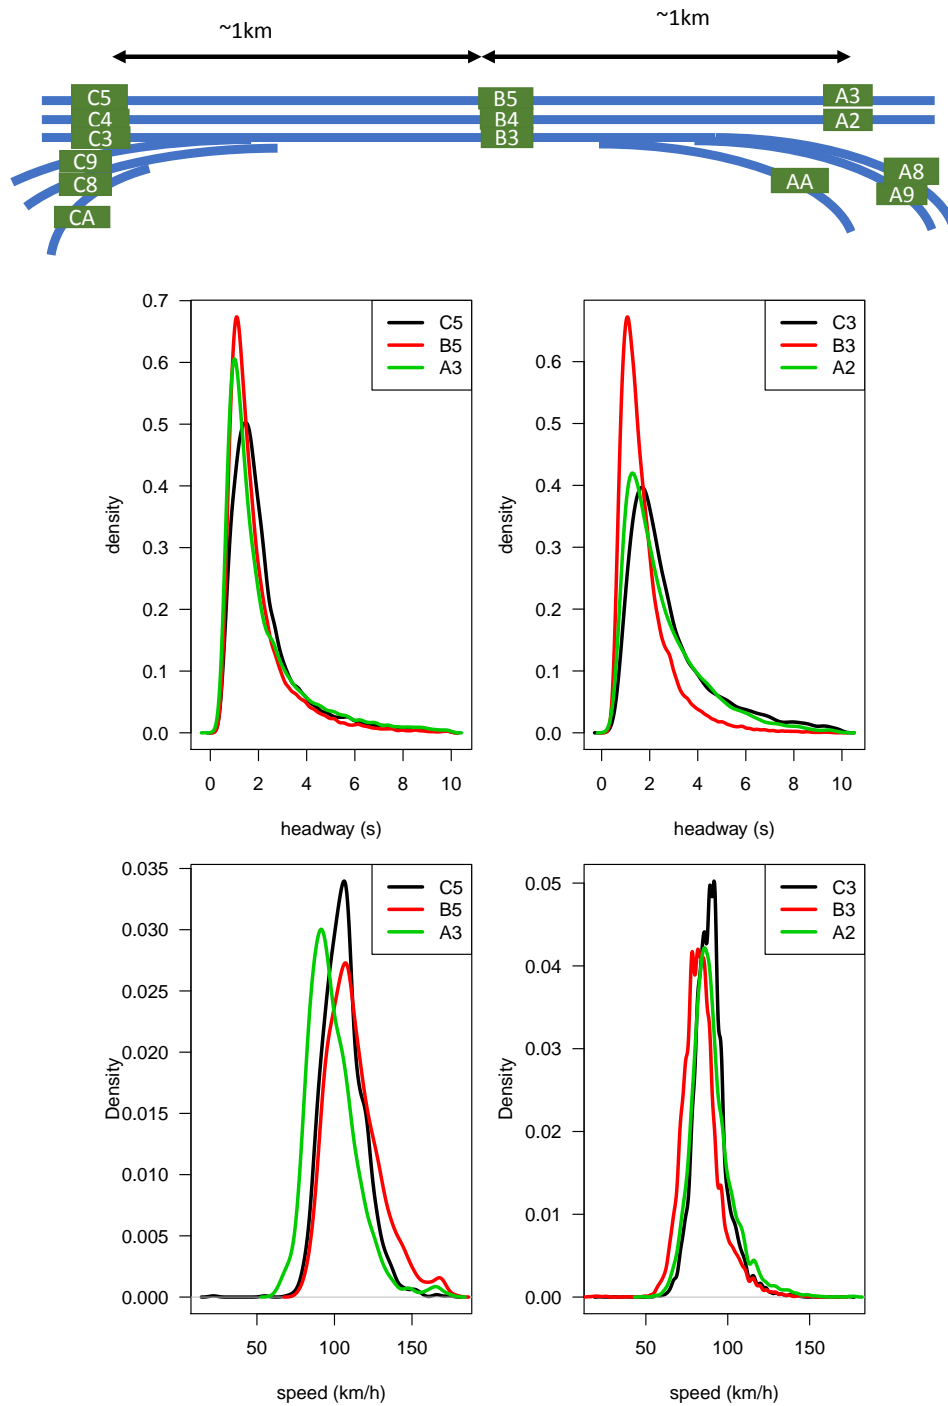 ~1km ~1km
C5 B5 A3
C4 B4 A2
C3 B3
C9 A8
C8 AA A9
CA
0.7
0.6
0.5
0.4
0.3
0.2
0.1
0.0
density
0 2 4 6 8 10
headway (s)
C5
B5
A3
0.6
0.5
0.4
0.3
0.2
0.1
0.0
density
0 2 4 6 8 10
headway (s)
C3
B3
A2
0.035
0.030
0.025
0.020
0.015
0.010
0.005
0.000
Density
50 100 150
speed (km/h)
C5
B5
A3
0.05
0.04
0.03
0.02
0.01
0.00
Density
50 100 150
speed (km/h)
C3
B3
A2